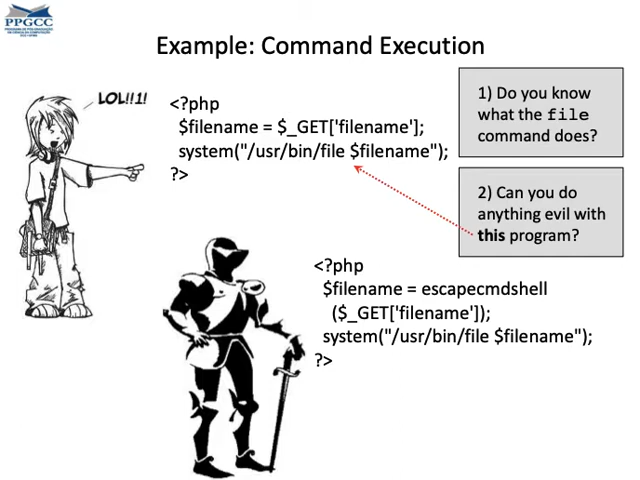 PPGCC
Example: Command Execution
LOL!!1!
<?php
$filename = $_GET['filename'];
system("/usr/bin/file $filename");
?>
1) Do you know
what the file
command does?
2) Can you do
anything evil with
this program?
<?php
$filename = escapecmdshell
($_GET['filename']);
system("/usr/bin/file $filename");
?>